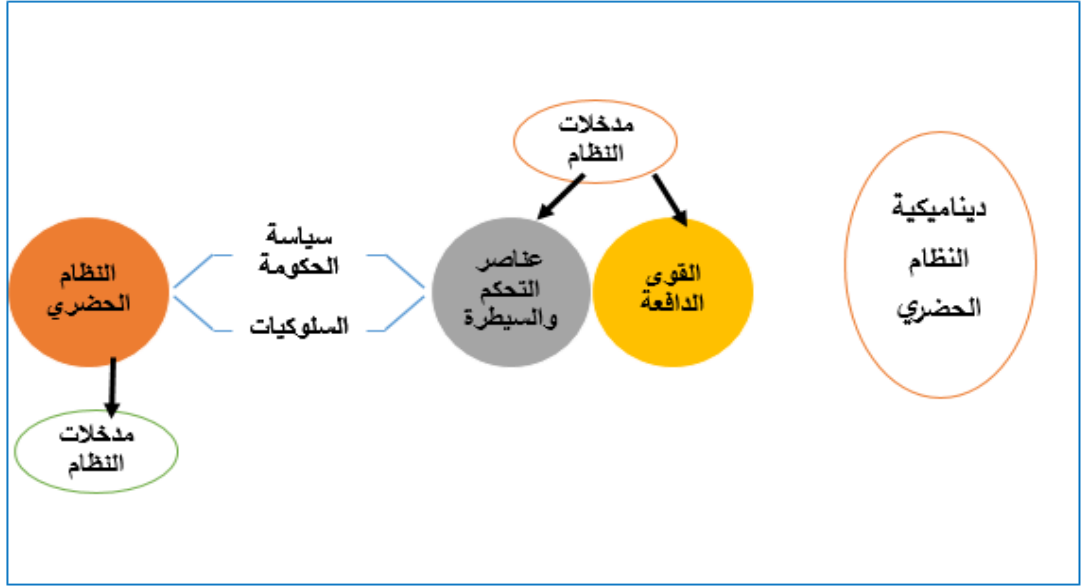 ديناميكية
النظام
الحضري
مدخلات
النظام
القوى
الدافعة
عناصر
التحكم
والسيطرة
سياسة
الحكومة
السلوكيات
النظام
الحضري
مدخلات
النظام